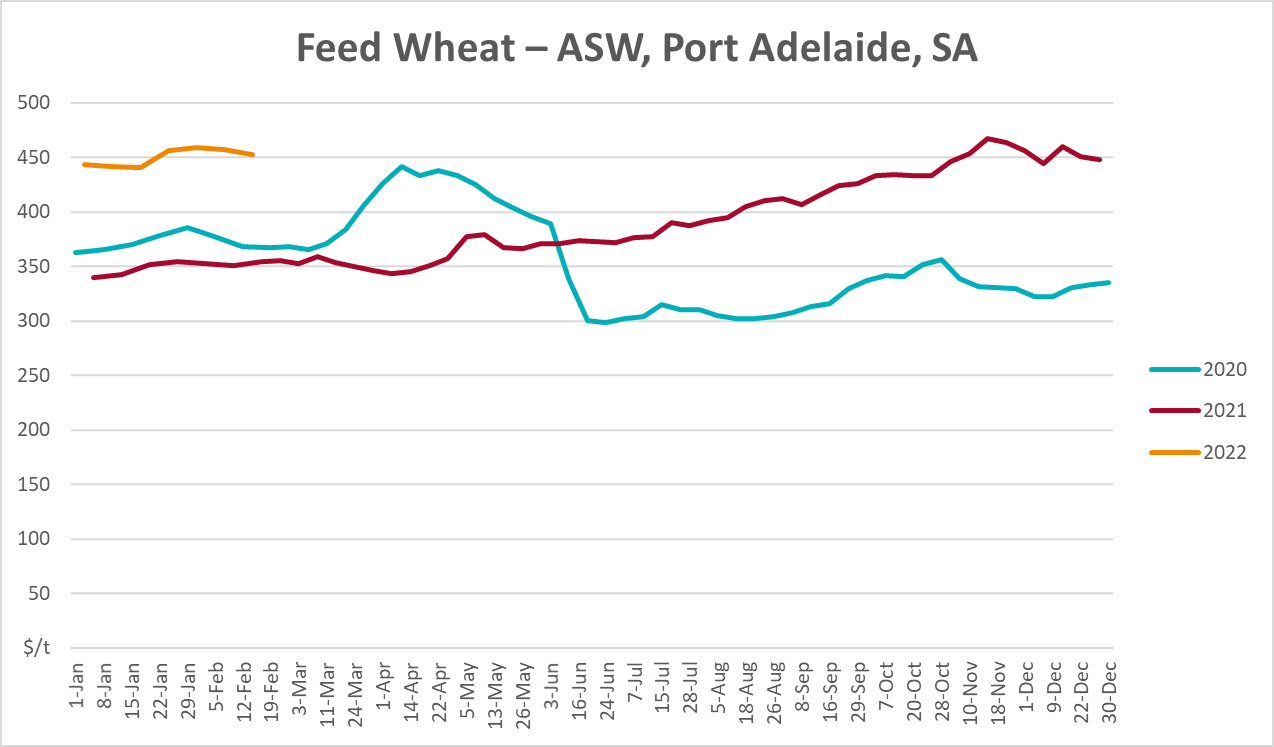 Feed Wheat – ASW, Port Adelaide, SA
500
450
400
350
300
250
200
150
100
50
$/t
1-Jan
8-Jan
15-Jan
22-Jan
29-Jan
5-Feb
12-Feb
19-Feb
3-Mar
11-Mar
24-Mar
1-Apr
14-Apr
22-Apr
5-May
13-May
26-May
3-Jun
16-Jun
24-Jun
7-Jul
15-Jul
28-Jul
5-Aug
18-Aug
26-Aug
8-Sep
16-Sep
29-Sep
7-Oct
20-Oct
28-Oct
10-Nov
18-Nov
1-Dec
9-Dec
22-Dec
30-Dec
2020
2021
2022